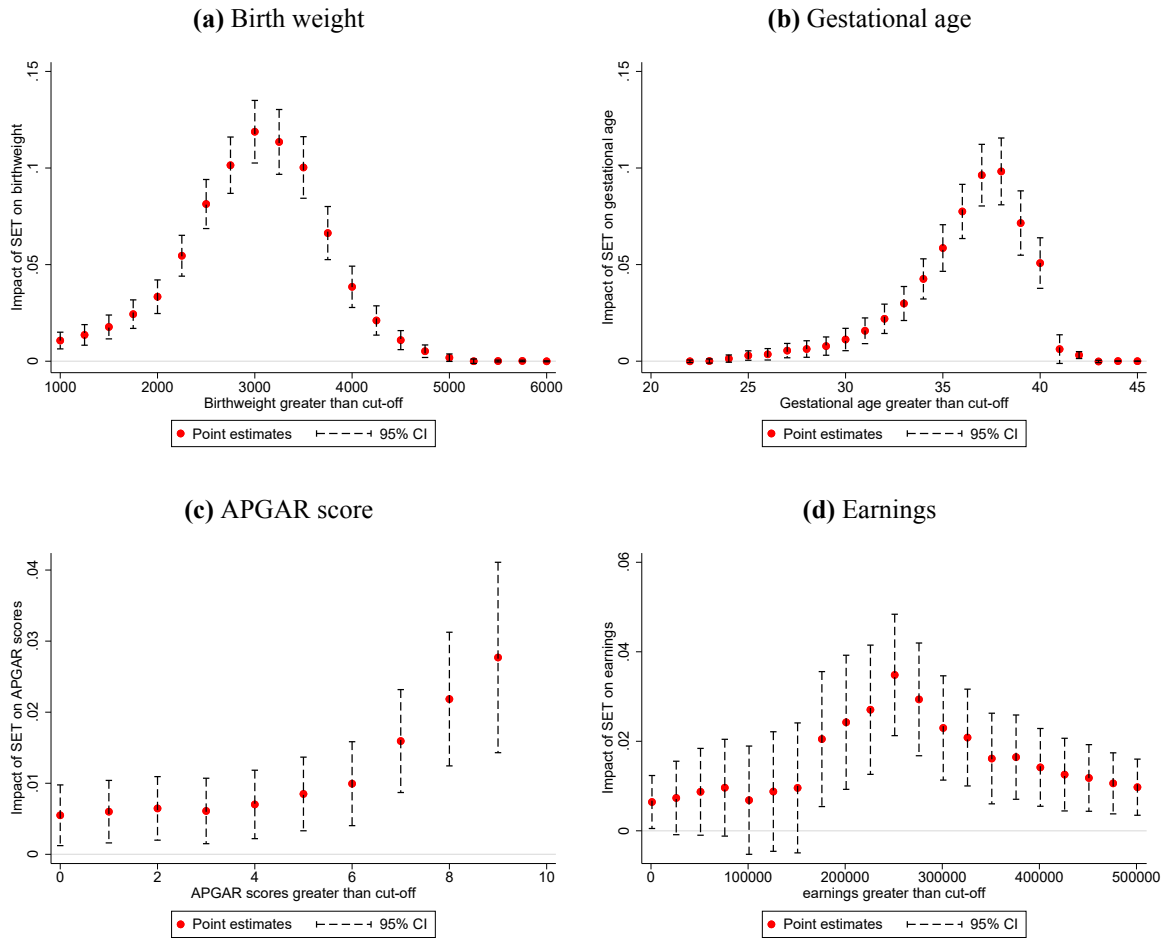 (a) Birth weight
Impact of SET on birthweight
.15
.1
.05
0
1000 2000 3000 4000 5000 6000
Birthweight greater than cut-off
Point estimates 95% CI
(b) Gestational age
Impact of SET on gestational age
.15
.1
.05
0
20 25 30 35 40 45
Gestational age greater than cut-off
Point estimates 95% CI
(c) APGAR score
Impact of SET on APGAR scores
.04
.03
.02
.01
0
0 2 4 6 8 10
APGAR scores greater than cut-off
Point estimates 95% CI
(d) Earnings
Impact of SET on earnings
.06
.04
.02
0
0 100000 200000 300000 400000 500000
earnings greater than cut-off
Point estimates 95% CI